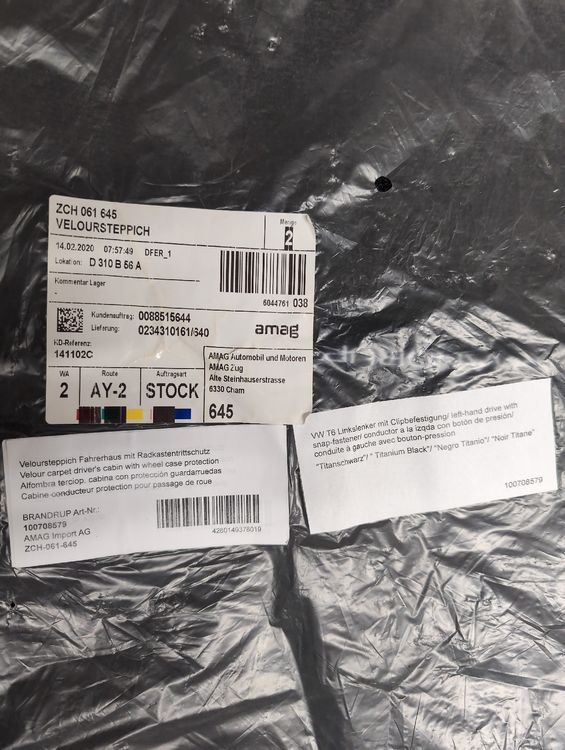 ZCH 061 645
VELOURSTEPPICH
Menge
2
14.02.2020 07:57:49 DFER_1
Lokation: D 310 B 56 A
Kommentar Lager
-
6044761 038
Kundenauftrag: 0088515644
Lieferung: 0234310161/640
amag
KD-Referenz:
141102C
AMAG Automobil und Motoren
AMAG Zug
Alte Steinhauserstrasse
6330 Cham
645
WA
2
Route
AY-2
Auftragsart
STOCK
Veloursteppich Fahrerhaus mit Radkastentrittschutz
Velour carpet driver's cabin with wheel case protection
Alfombra terciop. cabina con protección guardamuedas
Cabine conducteur protection pour passage de roue
BRANDRUP Art-Nr.:
100708579
AMAG Import AG
ZCH-061-645
4260149378019
VW T6 Linkslenker mit Clipbefestigung/ left-hand drive with
snap-fastener/ conductor a la izqda con botón de presión/
conduite à gauche avec bouton-pression
"Titanschwarz"/ " Titanium Black"/ "Negro Titanio"/ "Noir Titane"
100708579